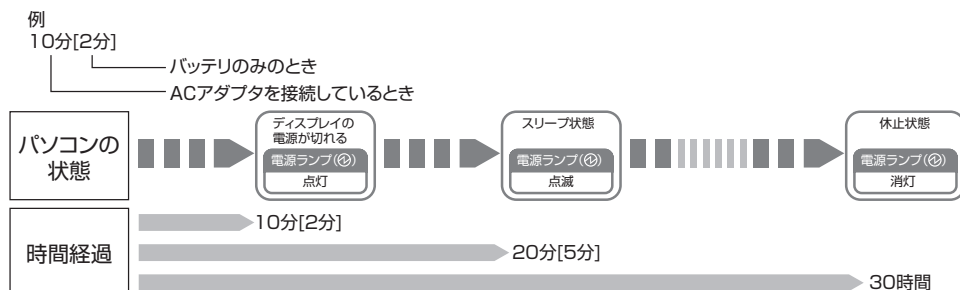 例
10分[2分]
バッテリのみのとき
ACアダプタを接続しているとき
パソコンの
状態
ディスプレイの
電源が切れる
電源ランプ()
点灯
スリープ状態
電源ランプ()
点滅
休止状態
電源ランプ()
消灯
時間経過
10分[2分]
20分[5分]
30時間